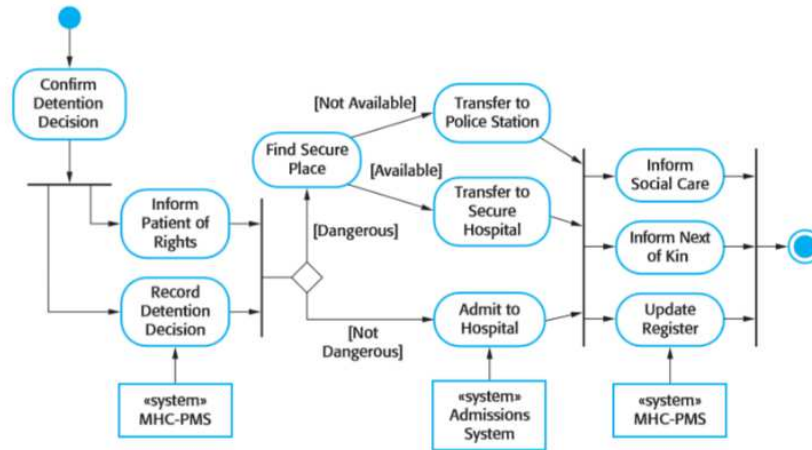 Confirm
Detention
Decision
Inform
Patient of
Rights
Record
Detention
Decision
«system»
MHC-PMS
Find Secure
Place
[Dangerous]
[Not
Dangerous]
[Not Available]
[Available]
Transfer to
Police Station
Transfer to
Secure
Hospital
Admit to
Hospital
«system»
Admissions
System
Inform
Social Care
Inform Next
of Kin
Update
Register
«system»
MHC-PMS